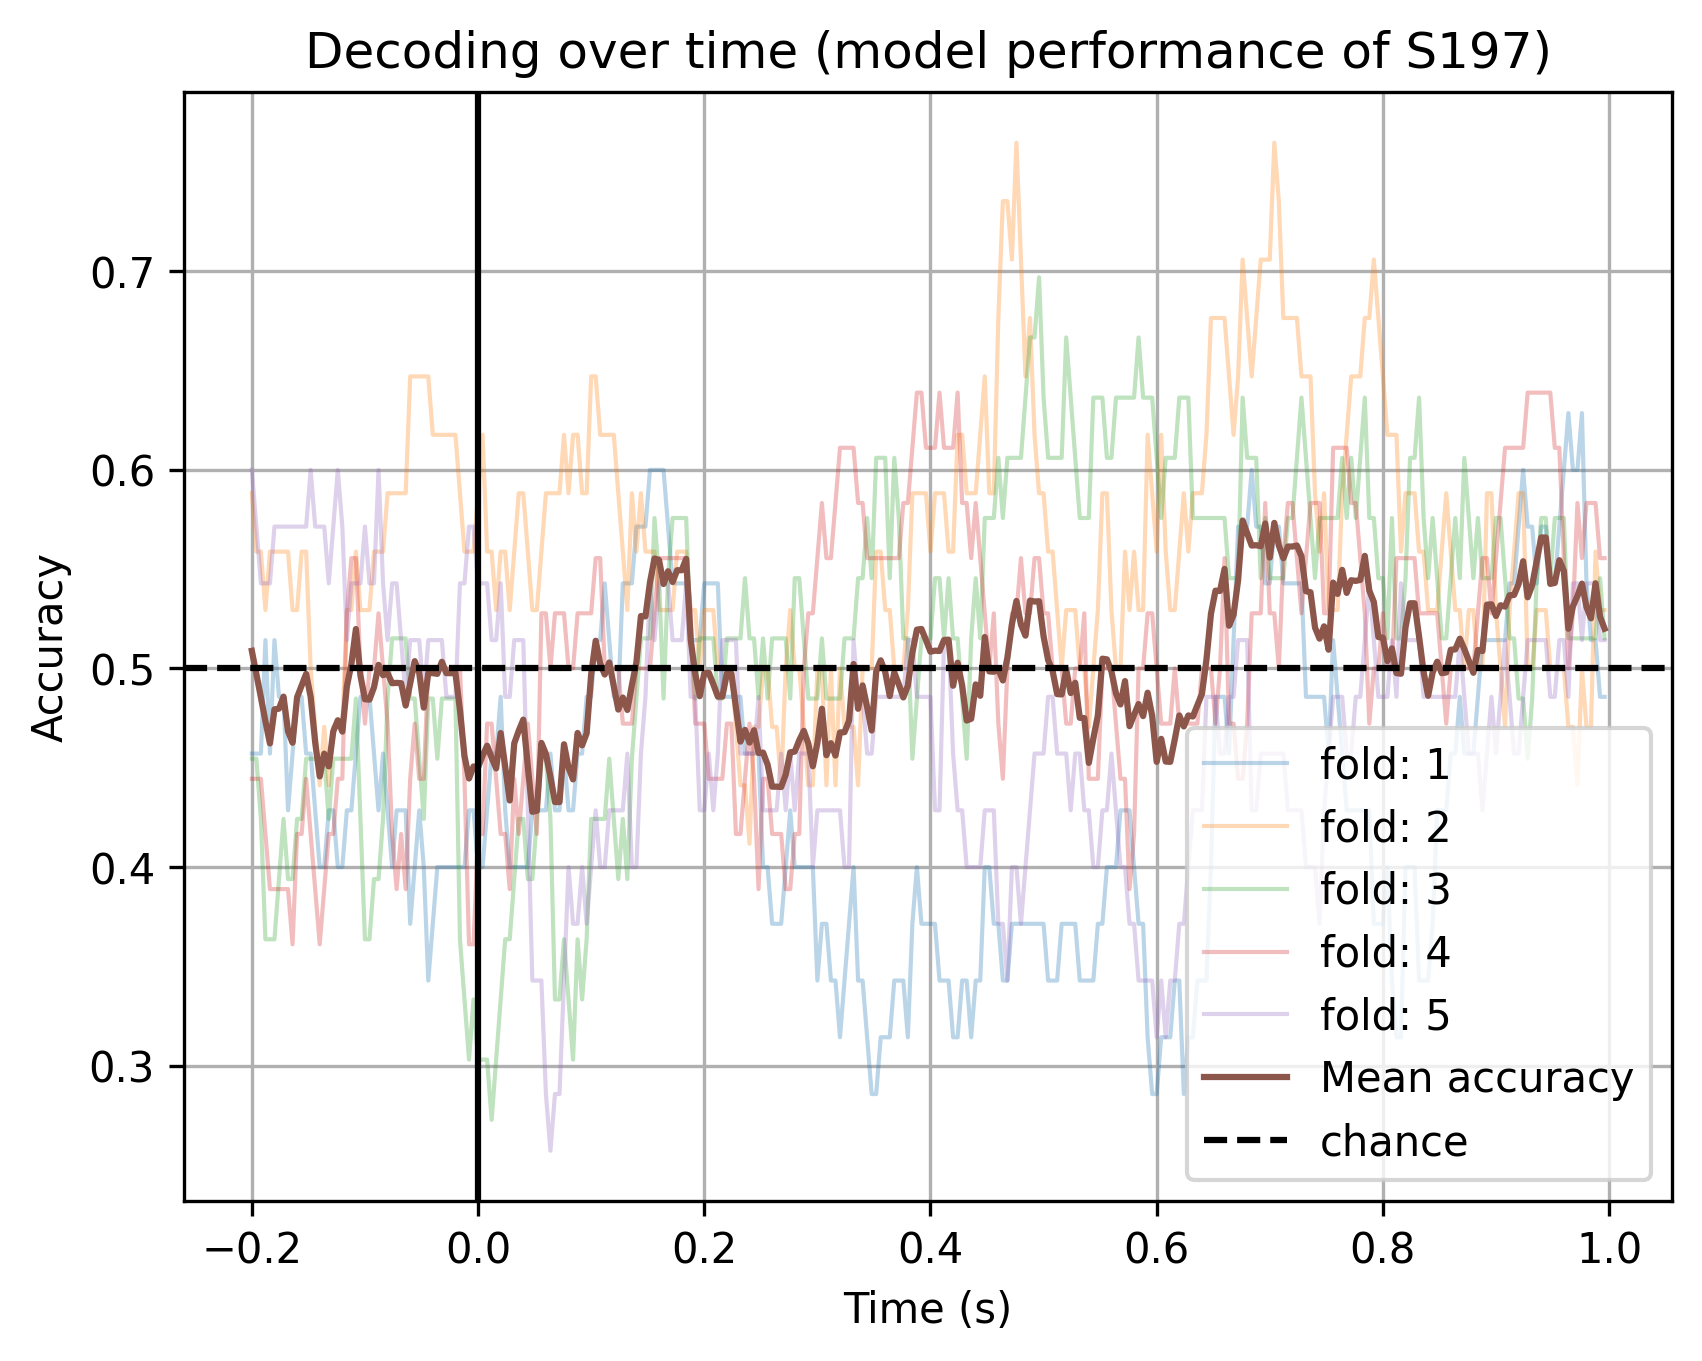 Decoding over time (model performance of S197)
Accuracy
0.7
0.6
0.5
0.4
0.3
fold: 1
fold: 2
fold: 3
fold: 4
fold: 5
Mean accuracy
chance
−0.2 0.0 0.2 0.4 0.6 0.8 1.0
Time (s)